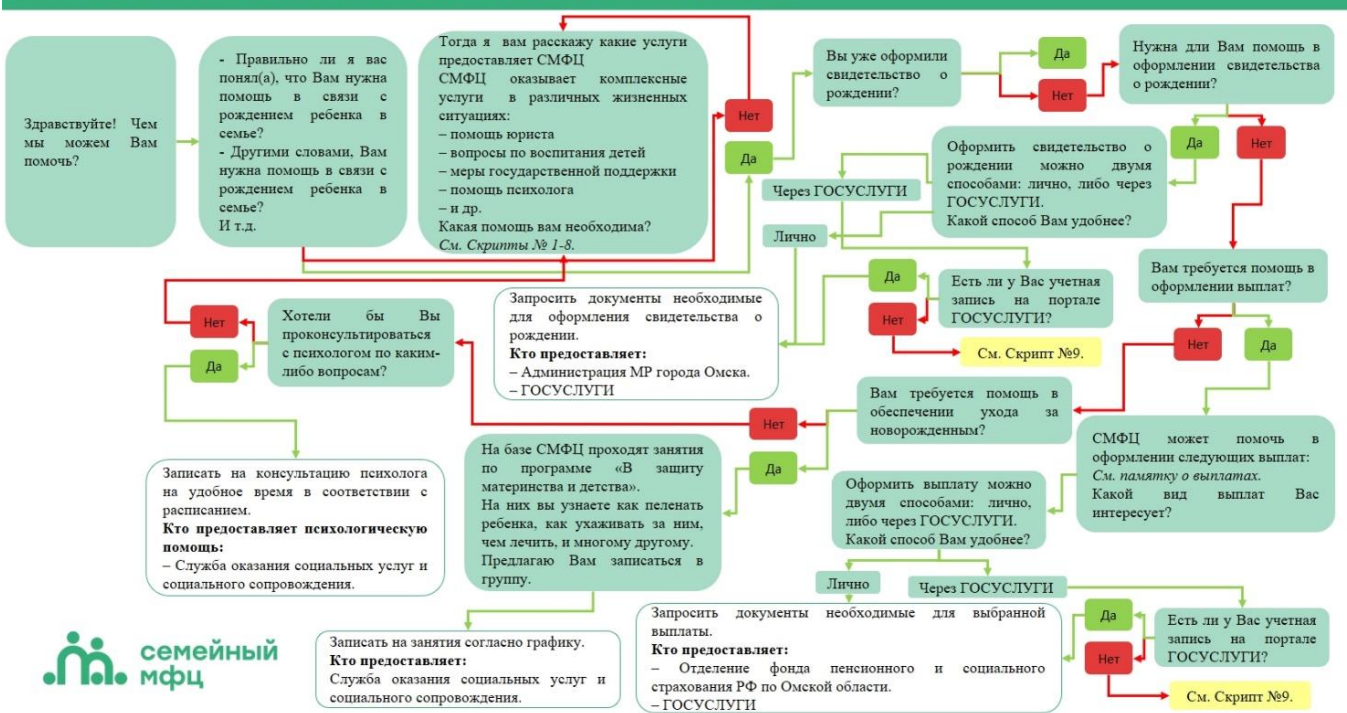 Здравствуйте! Чем
мы можем Вам
помочь?
- Правильно ли я вас
понял(а), что Вам нужна
помощь в связи с
рождением ребенка в
семье?
- Другими словами, Вам
нужна помощь в связи с
рождением ребенка в
семье?
И т.д.
Тогда я вам расскажу какие услуги
предоставляет СМФЦ
СМФЦ оказывает комплексные
услуги в различных жизненных
ситуациях:
– помощь юриста
– вопросы по воспитания детей
– меры государственной поддержки
– помощь психолога
– и др.
Какая помощь вам необходима?
См. Скрипты № 1-8.
Нет
Да
Вы уже оформили
свидетельство о
рождении?
Да
Нет
Нужна дли Вам помощь в
оформлении свидетельства
о рождении?
Да
Нет
Оформить свидетельство о
рождении можно двумя
способами: лично, либо через
ГОСУСЛУГИ.
Какой способ Вам удобнее?
Через ГОСУСЛУГИ
Лично
Есть ли у Вас учетная
запись на портале
ГОСУСЛУГИ?
Да
Нет
См. Скрипт №9.
Запросить документы необходимые
для оформления свидетельства о
рождении.
Кто предоставляет:
– Администрация МР города Омска.
– ГОСУСЛУГИ
Вам требуется помощь в
оформлении выплат?
Нет
Да
Вам требуется помощь в
обеспечении ухода за
новорожденным?
Нет
Да
Хотели бы Вы
проконсультироваться
с психологом по каким-
либо вопросам?
Нет
Да
Записать на консультацию психолога
на удобное время в соответствии с
расписанием.
Кто предоставляет психологическую
помощь:
– Служба оказания социальных услуг и
социального сопровождения.
На базе СМФЦ проходят занятия
по программе «В защиту
материнства и детства».
На них вы узнаете как пеленать
ребенка, как ухаживать за ним,
чем лечить, и многому другому.
Предлагаю Вам записаться в
группу.
Записать на занятия согласно графику.
Кто предоставляет:
Служба оказания социальных услуг и
социального сопровождения.
СМФЦ может помочь в
оформлении следующих выплат:
См. памятку о выплатах.
Какой вид выплат Вас
интересует?
Оформить выплату можно
двумя способами: лично,
либо через ГОСУСЛУГИ.
Какой способ Вам удобнее?
Лично
Через ГОСУСЛУГИ
Запросить документы необходимые для выбранной
выплаты.
Кто предоставляет:
– Отделение фонда пенсионного и социального
страхования РФ по Омской области.
– ГОСУСЛУГИ
Да
Нет
Есть ли у Вас учетная
запись на портале
ГОСУСЛУГИ?
См. Скрипт №9.
семейный
мфц